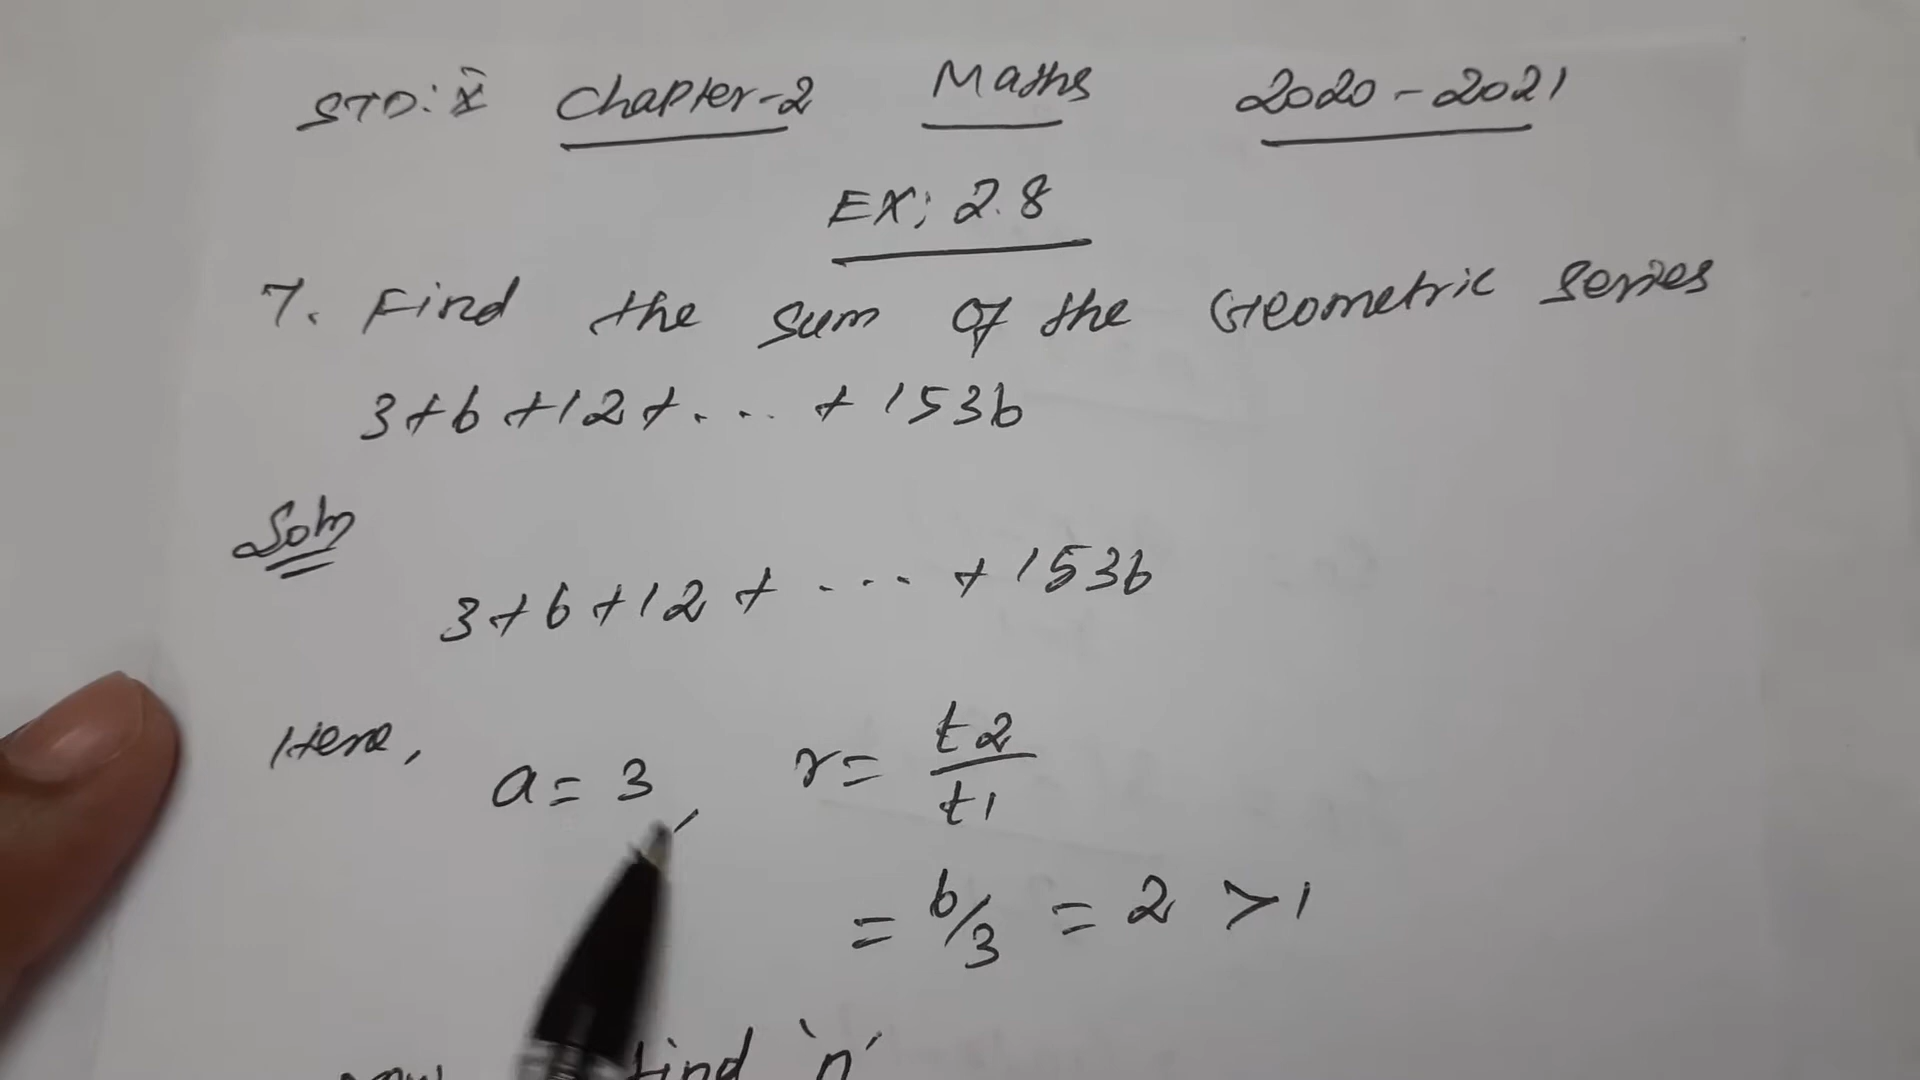 STD: X Chapter-2 Maths 2020-2021
EX: 2.8
7. Find the sum of the Geometric series
3+6+12+...+1536
Soln
3+6+12+...+1536
Here, a=3, r= t2/t1
= 6/3 = 2 >1
find 'n'